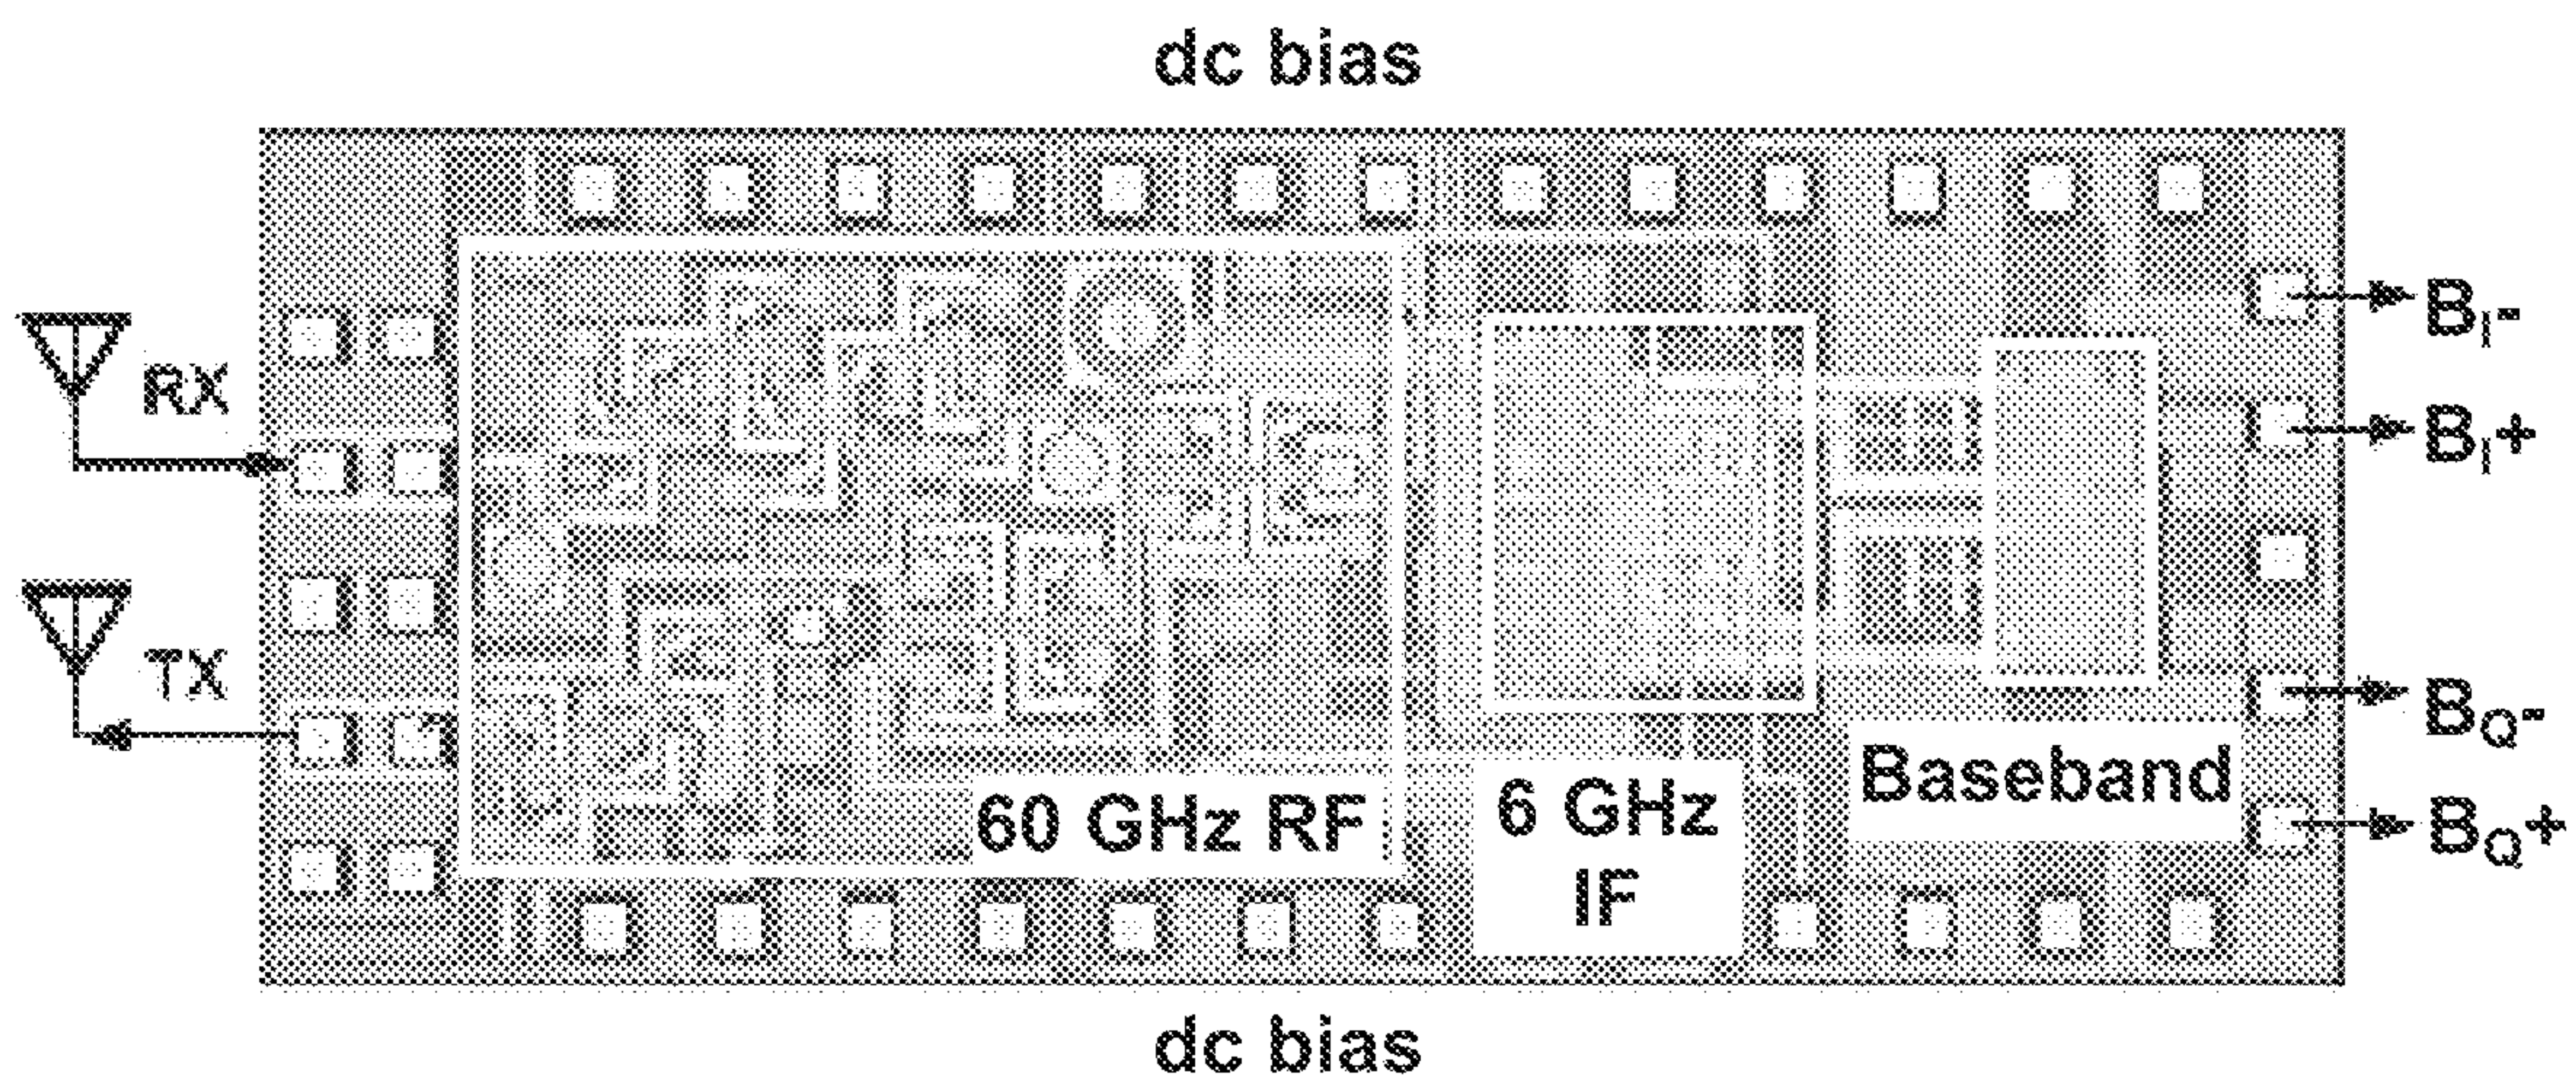 dc bias
RX
TX
B_I-
B_I+
B_Q-
B_Q+
60 GHz RF
6 GHz
IF
Baseband
dc bias